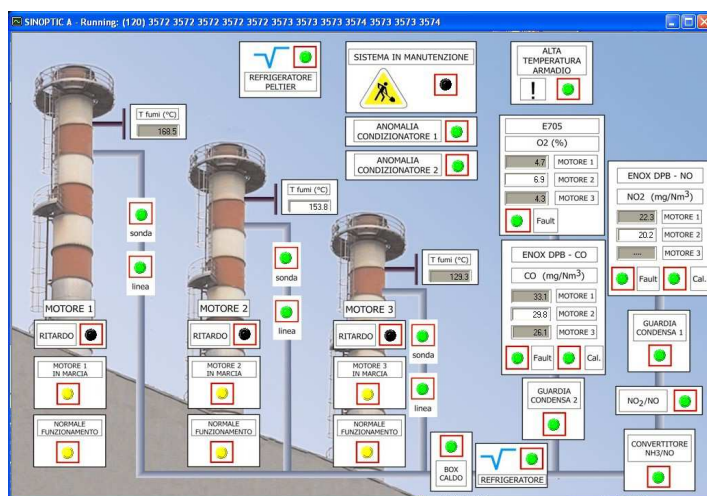 SINOPTIC A - Running: (120) 3572 3572 3572 3572 3572 3573 3573 3573 3574 3573 3573 3574
REFRIGERATORE
PELTIER
SISTEMA IN MANUTENZIONE
ALTA
TEMPERATURA
ARMADIO
!
ANOMALIA
CONDIZIONATORE 1
ANOMALIA
CONDIZIONATORE 2
T fumi (°C)
168.5
T fumi (°C)
153.8
T fumi (°C)
129.3
E705
O2 (%)
4.7 MOTORE 1
6.9 MOTORE 2
4.3 MOTORE 3
Fault
ENOX DPB - NO
NO2 (mg/Nm3)
22.3 MOTORE 1
20.2 MOTORE 2
.... MOTORE 3
Fault Cal.
ENOX DPB - CO
CO (mg/Nm3)
33.1 MOTORE 1
29.8 MOTORE 2
26.1 MOTORE 3
Fault Cal.
sonda
linea
sonda
linea
sonda
linea
MOTORE 1
RITARDO
MOTORE 1
IN MARCIA
NORMALE
FUNZIONAMENTO
MOTORE 2
RITARDO
MOTORE 2
IN MARCIA
NORMALE
FUNZIONAMENTO
MOTORE 3
RITARDO
MOTORE 3
IN MARCIA
NORMALE
FUNZIONAMENTO
GUARDIA
CONDENSA 1
GUARDIA
CONDENSA 2
NO2/NO
BOX
CALDO
REFRIGERATORE
CONVERTITORE
NH3/NO